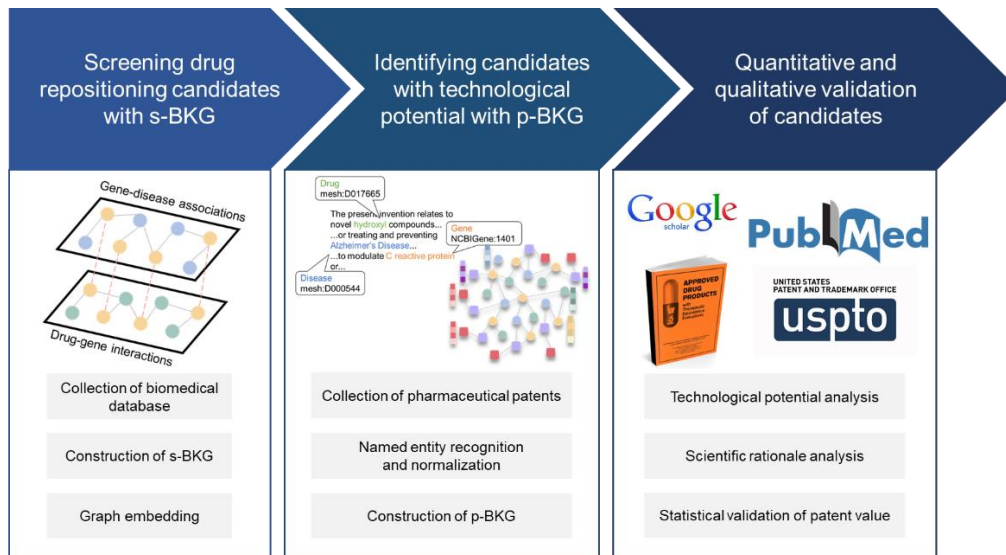 Screening drug
repositioning candidates
with s-BKG
Identifying candidates
with technological
potential with p-BKG
Quantitative and
qualitative validation
of candidates
Gene-disease associations
Drug-gene interactions
Collection of biomedical
database
Construction of s-BKG
Graph embedding
Drug
mesh:D017665
The present invention relates to
novel hydroxyl compounds...
...or treating and preventing
Alzheimer's Disease...
...to modulate C reactive protein
or...
Gene
NCBIGene:1401
Disease
mesh:D000544
Collection of pharmaceutical patents
Named entity recognition
and normalization
Construction of p-BKG
Google
scholar
PubMed
APPROVED
DRUG
PRODUCTS
UNITED STATES
PATENT AND TRADEMARK OFFICE
uspto
Technological potential analysis
Scientific rationale analysis
Statistical validation of patent value